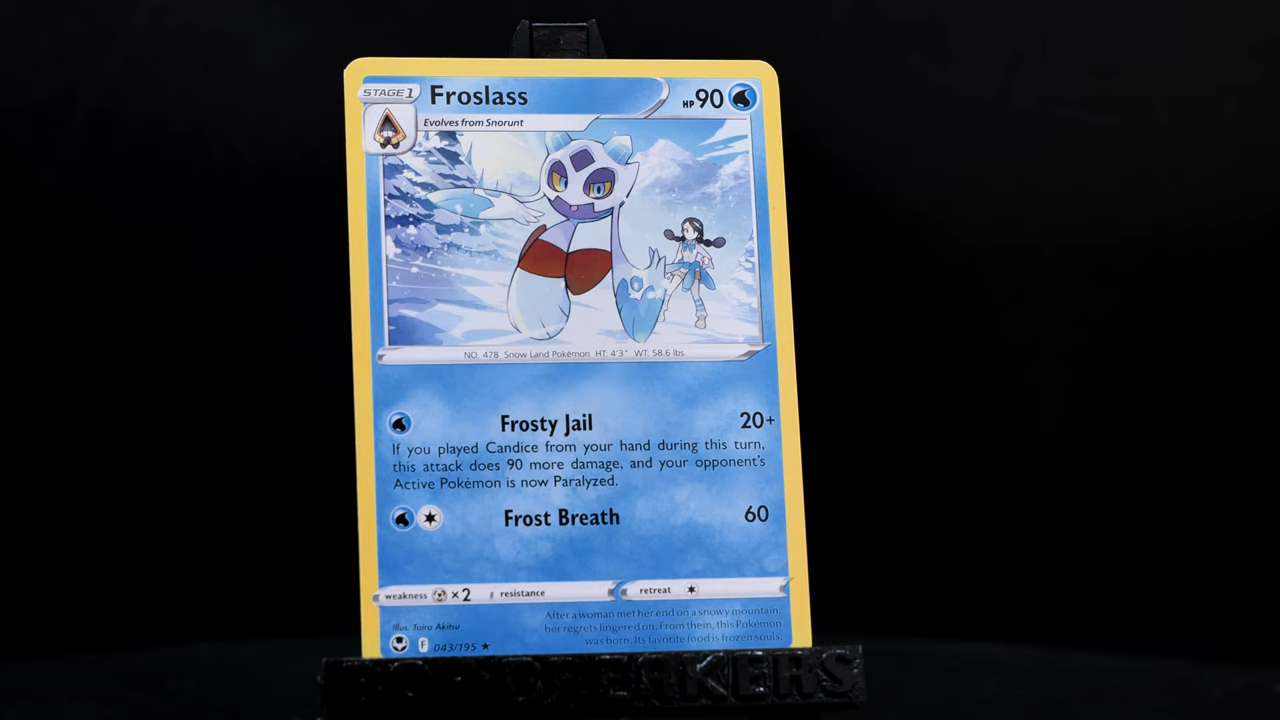 STAGE 1
Froslass
HP 90
Evolves from Snorunt
NO. 478 Snow Land Pokémon HT: 4'3" WT: 58.6 lbs.
Frosty Jail 20+
If you played Candice from your hand during this turn,
this attack does 90 more damage, and your opponent's
Active Pokémon is now Paralyzed.
Frost Breath 60
weakness ×2 resistance retreat
After a woman met her end on a snowy mountain,
her regrets lingered on. From them, this Pokémon
was born. Its favorite food is frozen souls.
Illus. Taira Akitsu
F 043/195 ★